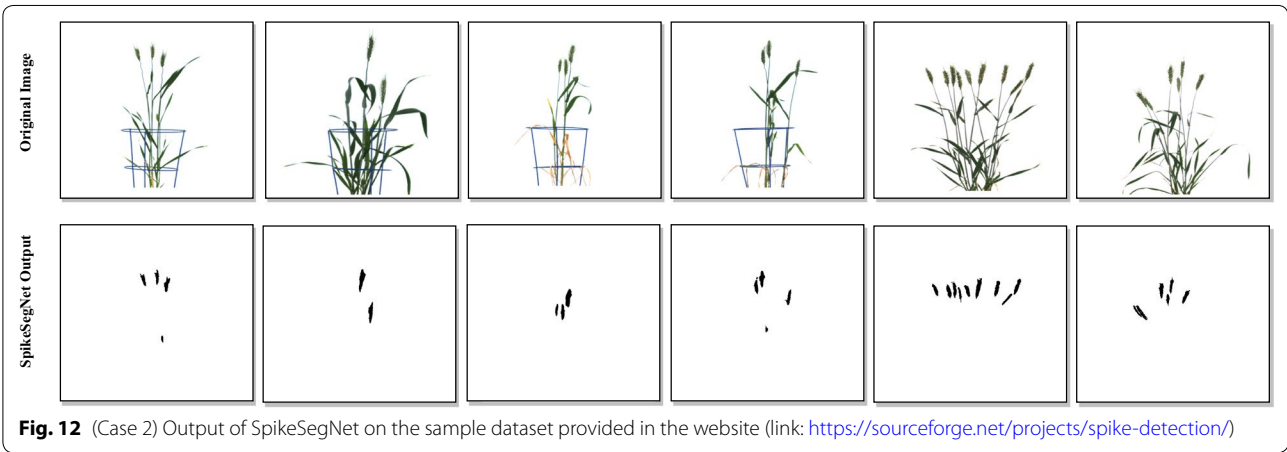 Original Image
SpikeSegNet Output
Fig. 12 (Case 2) Output of SpikeSegNet on the sample dataset provided in the website (link: https://sourceforge.net/projects/spike-detection/)